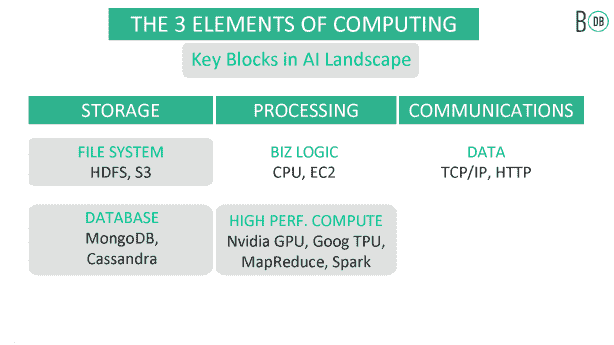 THE 3 ELEMENTS OF COMPUTING
B DB
Key Blocks in AI Landscape
STORAGE
FILE SYSTEM
HDFS, S3
DATABASE
MongoDB,
Cassandra
PROCESSING
BIZ LOGIC
CPU, EC2
HIGH PERF. COMPUTE
Nvidia GPU, Goog TPU,
MapReduce, Spark
COMMUNICATIONS
DATA
TCP/IP, HTTP